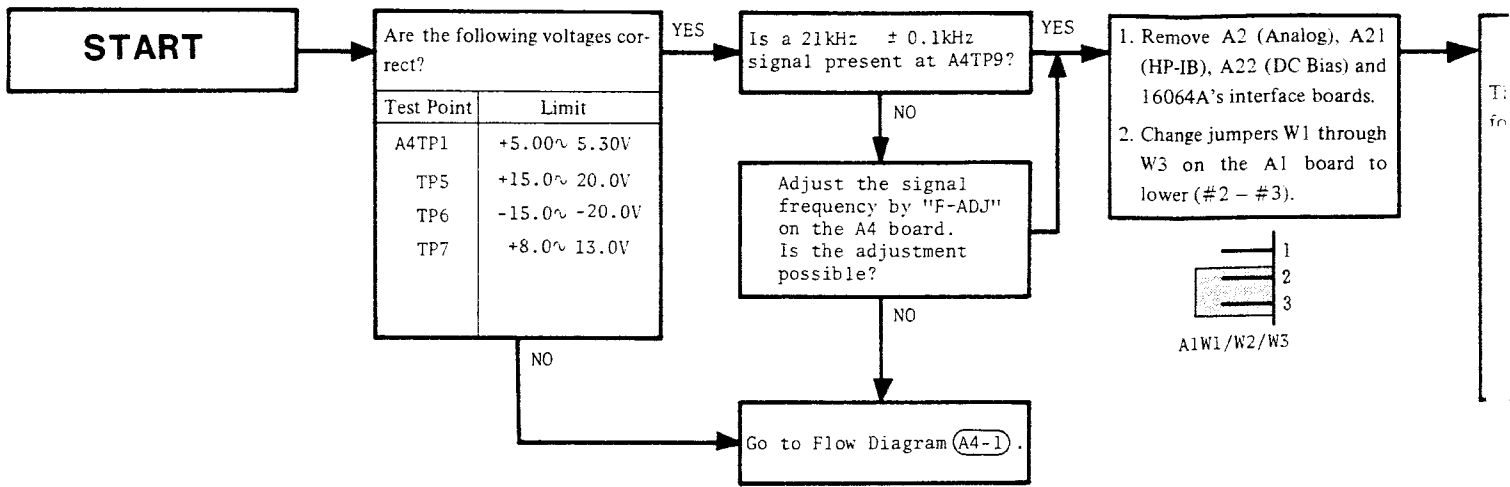 START
Are the following voltages cor-
rect?
Test Point Limit
A4TP1 +5.00~ 5.30V
TP5 +15.0~ 20.0V
TP6 -15.0~ -20.0V
TP7 +8.0~ 13.0V
YES
NO
Is a 21kHz ± 0.1kHz
signal present at A4TP9?
YES
NO
Adjust the signal
frequency by "F-ADJ"
on the A4 board.
Is the adjustment
possible?
NO
Go to Flow Diagram A4-1 .
1. Remove A2 (Analog), A21
(HP-IB), A22 (DC Bias) and
16064A's interface boards.
2. Change jumpers W1 through
W3 on the A1 board to
lower (#2 – #3).
1
2
3
A1W1/W2/W3